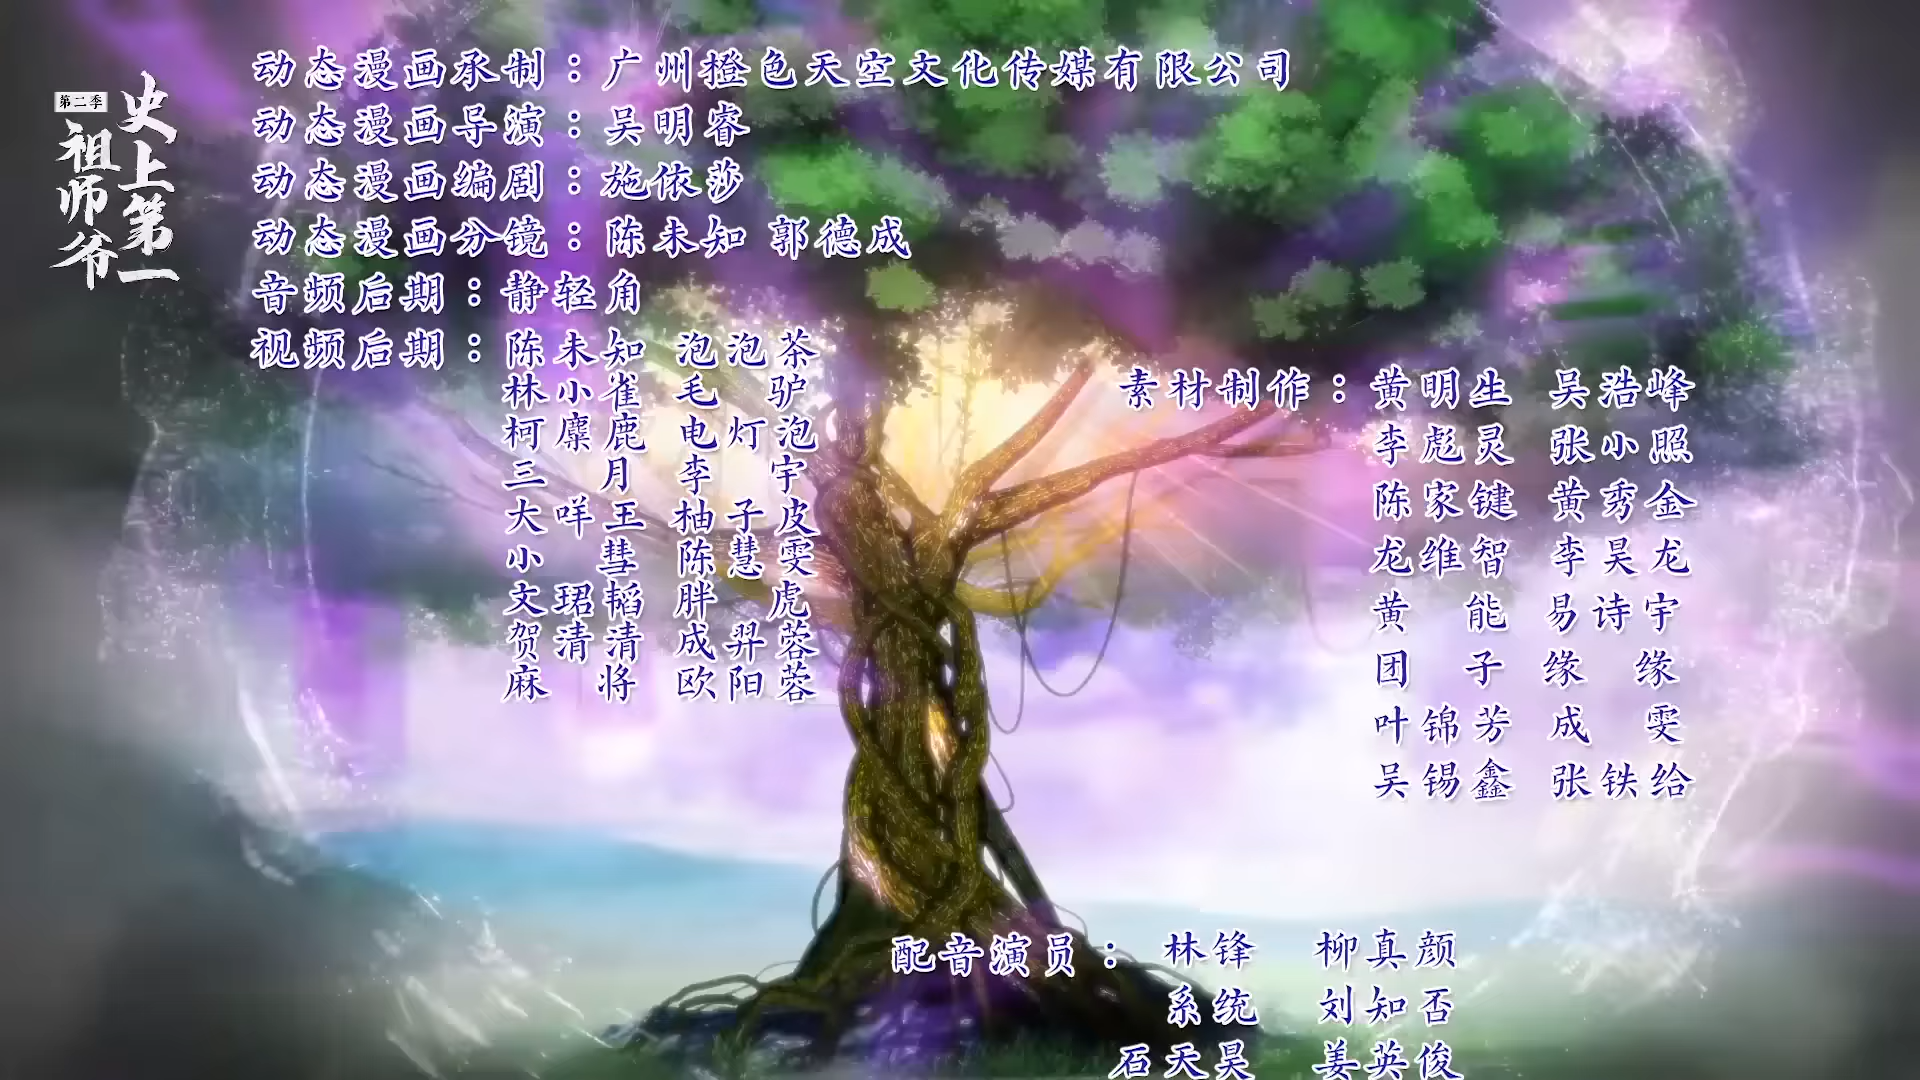 第二季
史上第一
祖师爷
动态漫画承制：广州橙色天空文化传媒有限公司
动态漫画导演：吴明睿
动态漫画编剧：施依莎
动态漫画分镜：陈未知 郭德成
音频后期：静轻角
视频后期：陈未知 泡泡茶
林小雀 毛驴
柯麇鹿 电灯泡
三月 李宇
大咩王 柚子皮
小彗 陈慧雯
文珺韬 胖虎
贺清清 成羿蓉
麻将 欧阳蓉
素材制作：黄明生 吴浩峰
李彪灵 张小照
陈家键 黄秀金
龙维智 李昊龙
黄能 易诗宇
团子 缘缘
叶锦芳 成雯
吴锡鑫 张铁给
配音演员： 林锋 柳真颜
系统 刘知否
石天昊 姜英俊